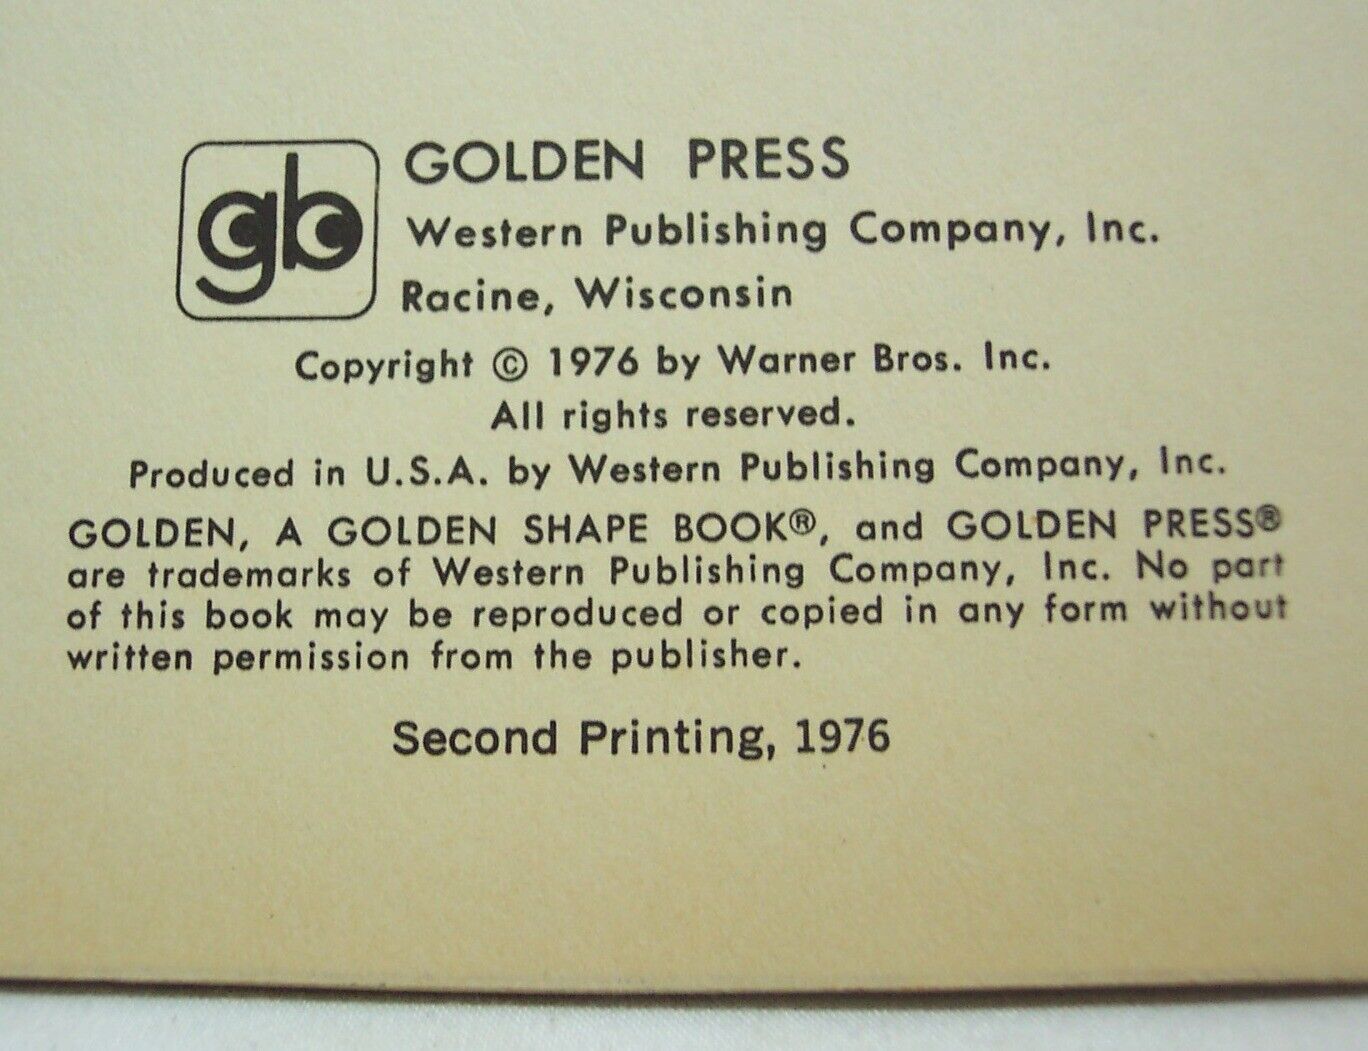 gb
GOLDEN PRESS
Western Publishing Company, Inc.
Racine, Wisconsin
Copyright © 1976 by Warner Bros. Inc.
All rights reserved.
Produced in U.S.A. by Western Publishing Company, Inc.
GOLDEN, A GOLDEN SHAPE BOOK®, and GOLDEN PRESS®
are trademarks of Western Publishing Company, Inc. No part
of this book may be reproduced or copied in any form without
written permission from the publisher.
Second Printing, 1976